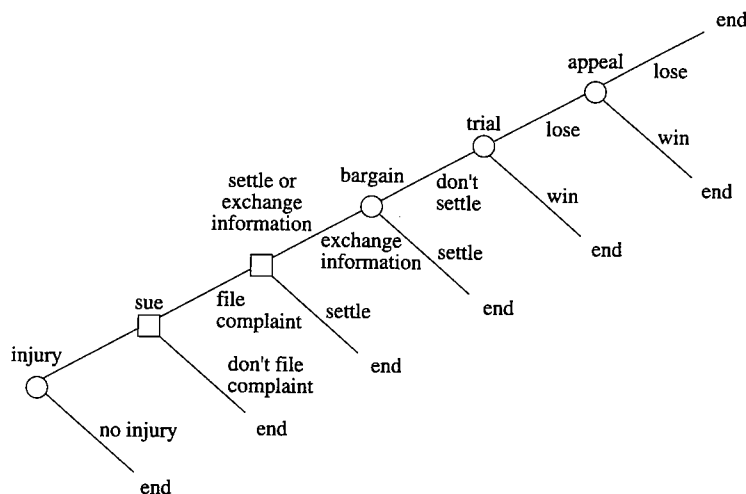 end
appeal
lose
trial
lose
win
settle or
exchange
information
bargain
don't
settle
win
end
exchange
information
settle
end
sue
file
complaint
settle
end
injury
don't file
complaint
end
no injury
end
end